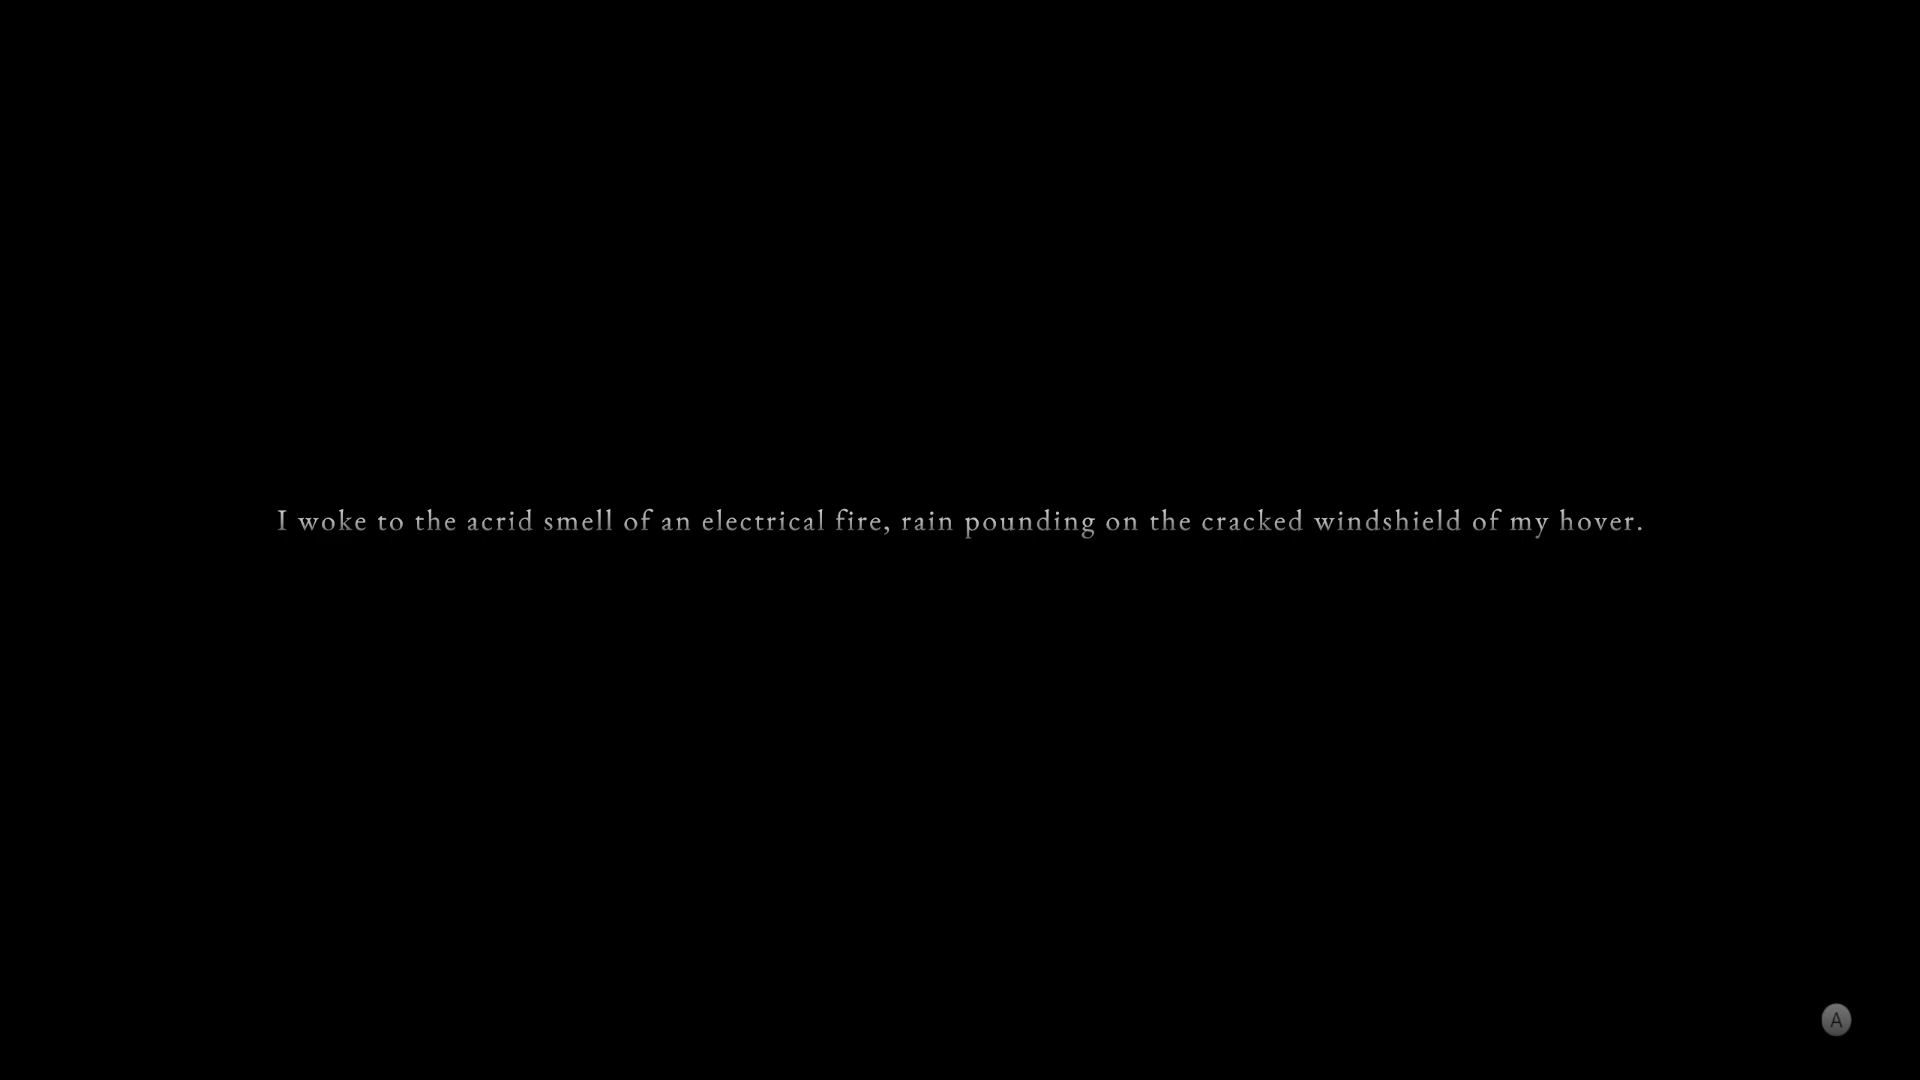 I woke to the acrid smell of an electrical fire, rain pounding on the cracked windshield of my hover.
A